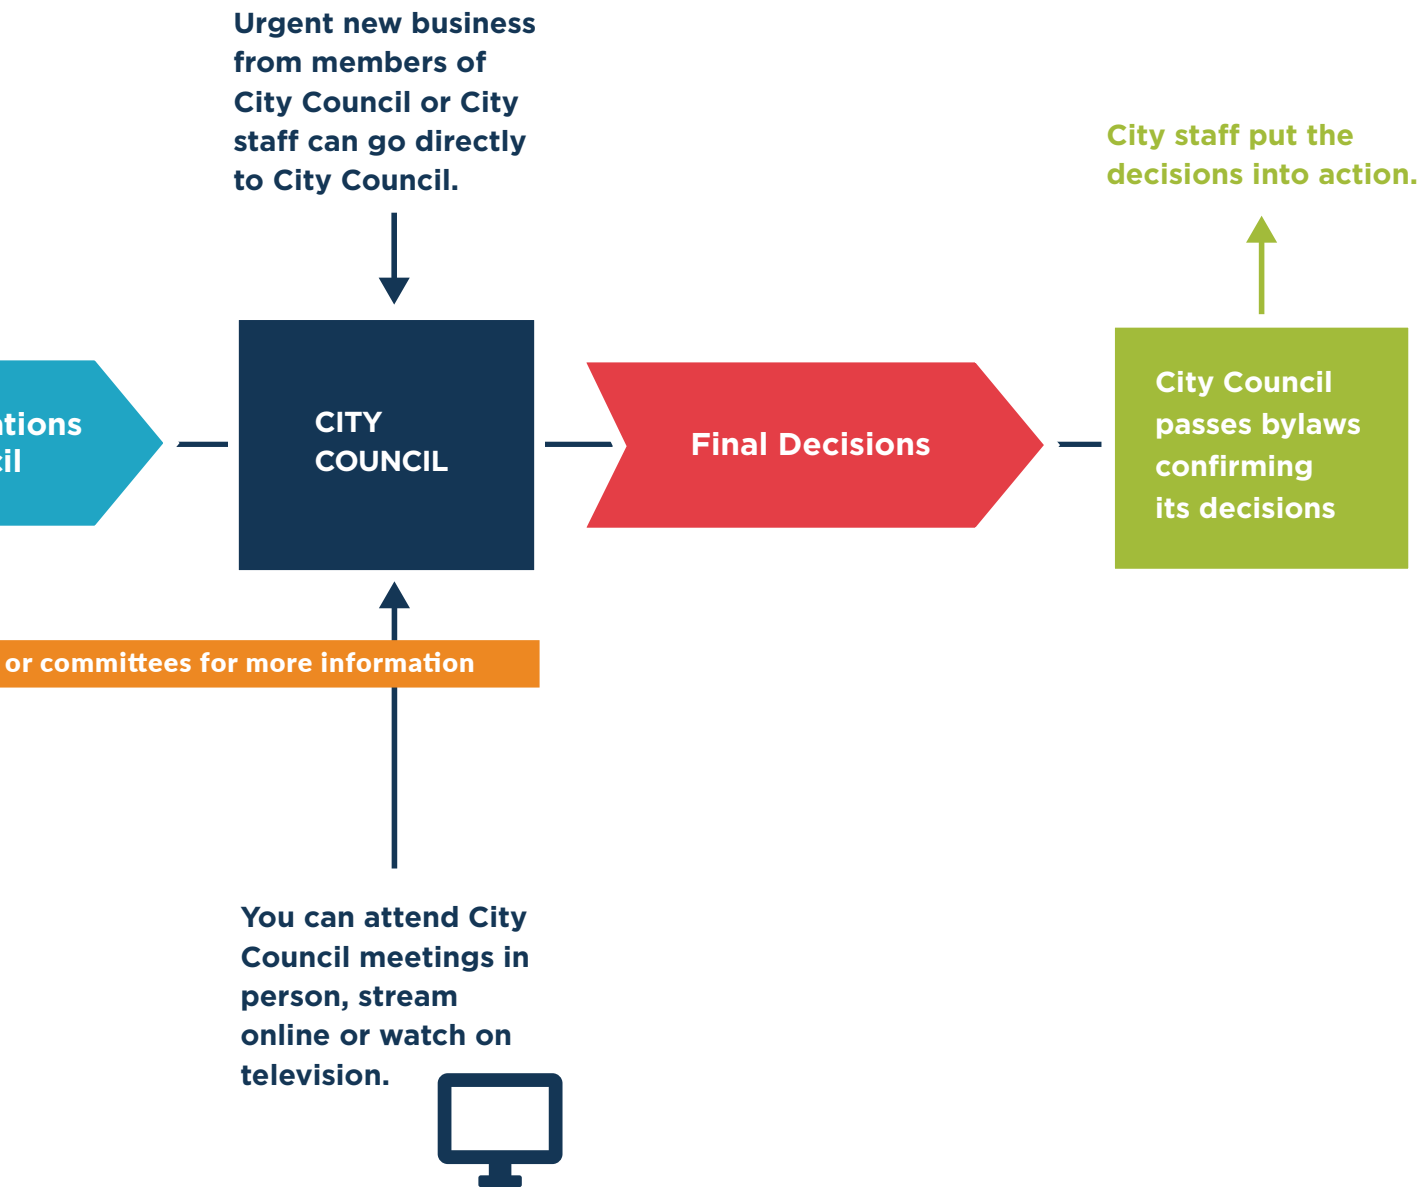 Urgent new business
from members of
City Council or City
staff can go directly
to City Council.
City staff put the
decisions into action.
CITY
COUNCIL
Final Decisions
City Council
passes bylaws
confirming
its decisions
or committees for more information
You can attend City
Council meetings in
person, stream
online or watch on
television.